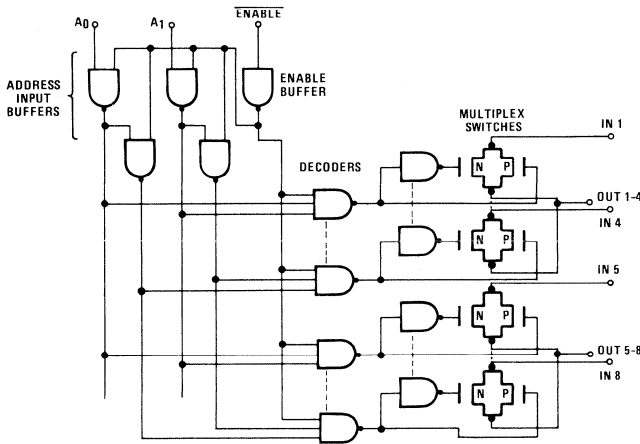 A0
A1
ENABLE
ADDRESS
INPUT
BUFFERS
ENABLE
BUFFER
MULTIPLEX
SWITCHES
IN 1
DECODERS
N P
OUT 1-4
IN 4
N P
IN 5
N P
OUT 5-8
IN 8
N P